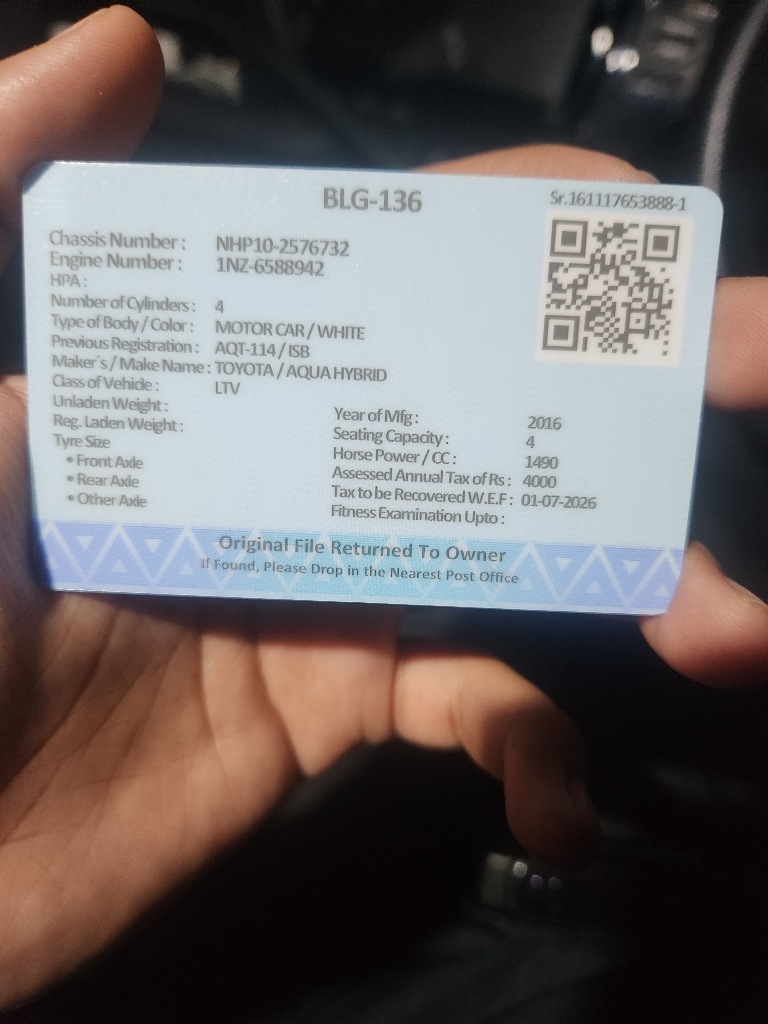 BLG-136
Sr.161117653888-1
Chassis Number : NHP10-2576732
Engine Number : 1NZ-6588942
HPA :
Number of Cylinders : 4
Type of Body / Color : MOTOR CAR / WHITE
Previous Registration : AQT-114 / ISB
Maker's / Make Name : TOYOTA / AQUA HYBRID
Class of Vehicle : LTV
Unladen Weight :
Reg. Laden Weight :
Tyre Size
• Front Axle
• Rear Axle
• Other Axle
Year of Mfg : 2016
Seating Capacity : 4
Horse Power / CC : 1490
Assessed Annual Tax of Rs : 4000
Tax to be Recovered W.E.F : 01-07-2026
Fitness Examination Upto :
Original File Returned To Owner
If Found, Please Drop in the Nearest Post Office